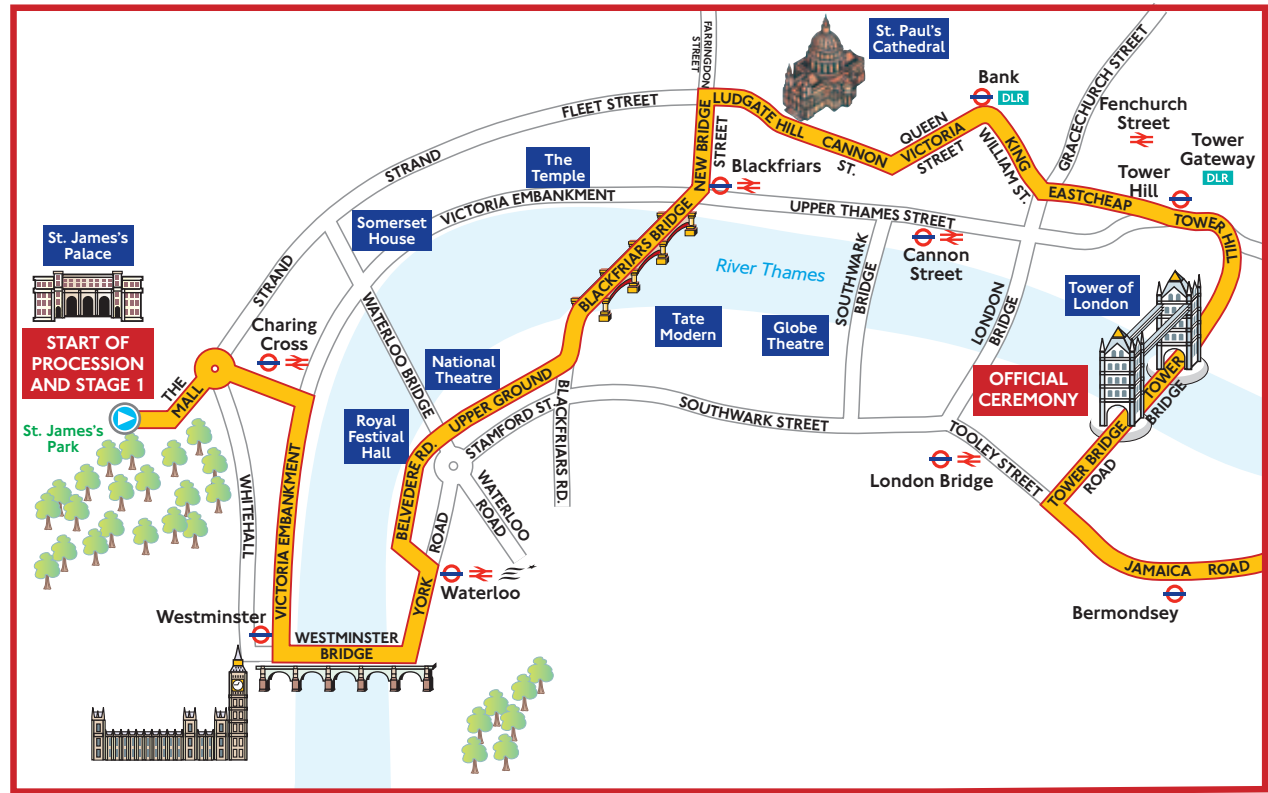 FARRINGDON
STREET
St. Paul's
Cathedral
GRACECHURCH STREET
Bank
DLR
Fenchurch
Street
Tower
Gateway
DLR
Tower
Hill
FLEET STREET
LUDGATE HILL
CANNON
ST.
QUEEN
VICTORIA
STREET
KING
WILLIAM ST.
NEW BRIDGE
STREET
Blackfriars
EASTCHEAP
TOWER HILL
STRAND
The
Temple
VICTORIA EMBANKMENT
UPPER THAMES STREET
Somerset
House
St. James's
Palace
STRAND
BLACKFRIARS BRIDGE
River Thames
SOUTHWARK
BRIDGE
Cannon
Street
LONDON
BRIDGE
Tower of
London
START OF
PROCESSION
AND STAGE 1
Charing
Cross
WATERLOO BRIDGE
Tate
Modern
Globe
Theatre
National
Theatre
THE
MALL
UPPER GROUND
OFFICIAL
CEREMONY
TOWER
BRIDGE
St. James's
Park
Royal
Festival
Hall
BELVEDERE RD.
STAMFORD ST.
BLACKFRIARS RD.
SOUTHWARK STREET
TOOLEY STREET
TOWER BRIDGE
ROAD
London Bridge
WHITEHALL
VICTORIA EMBANKMENT
WATERLOO
ROAD
YORK
ROAD
Waterloo
JAMAICA ROAD
Bermondsey
Westminster
WESTMINSTER
BRIDGE